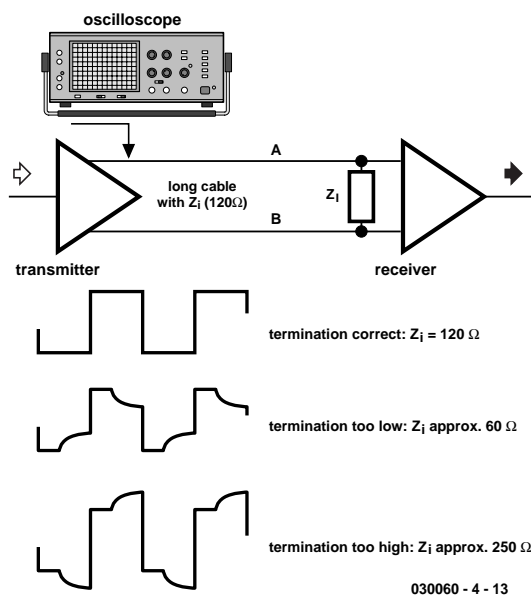 oscilloscope
A
long cable
with Zi (120Ω)
Zl
B
transmitter
receiver
termination correct: Zi = 120 Ω
termination too low: Zi approx. 60 Ω
termination too high: Zi approx. 250 Ω
030060 - 4 - 13